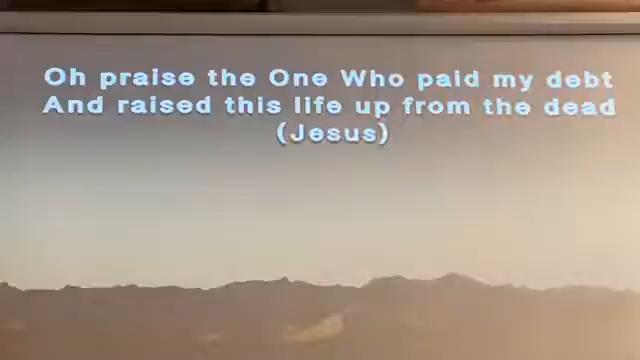 Oh praise the One Who paid my debt
And raised this life up from the dead
(Jesus)